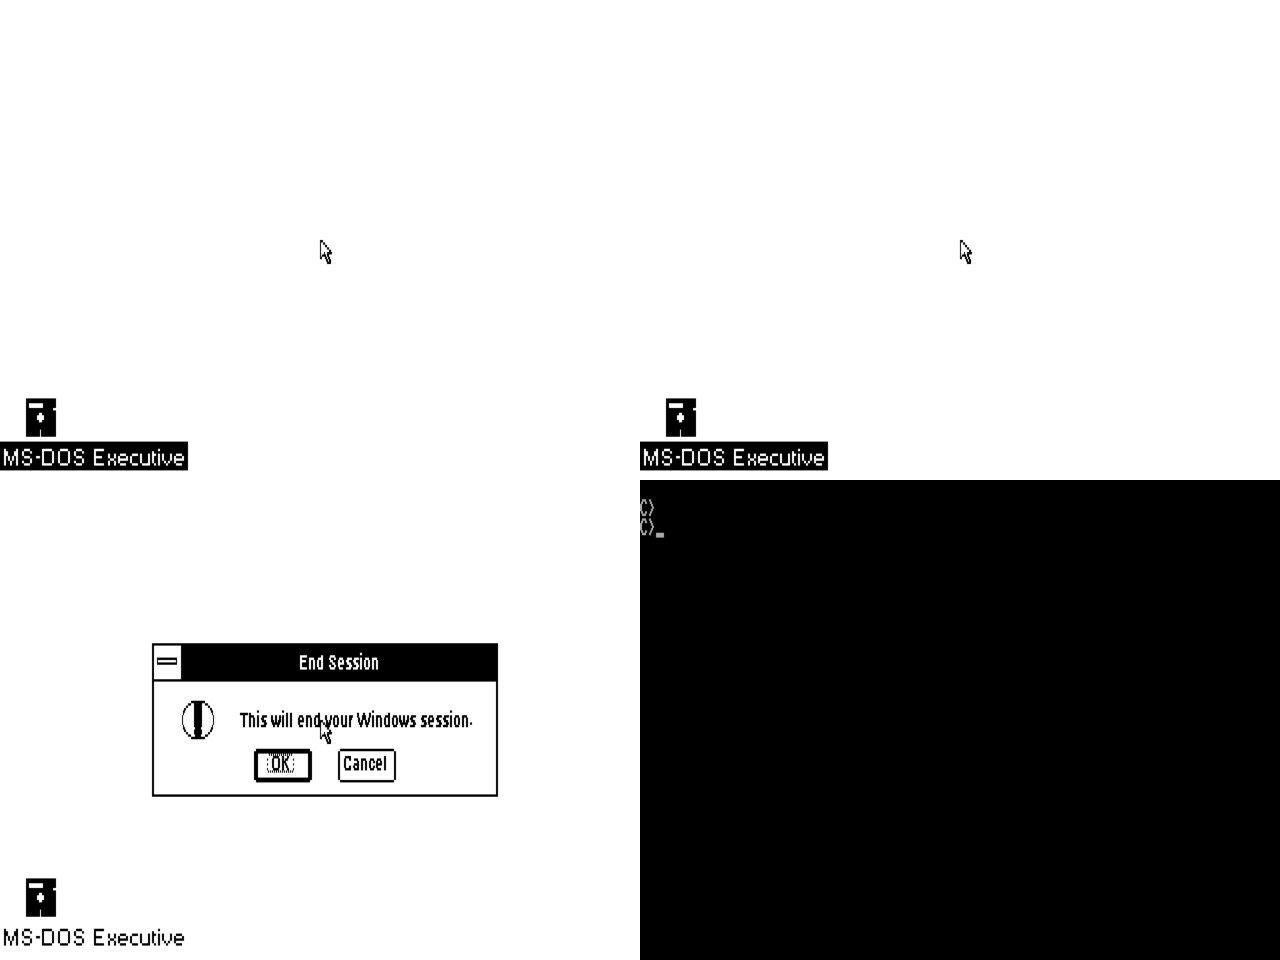 MS-DOS Executive
MS-DOS Executive
C>
C>_
End Session
This will end your Windows session.
OK
Cancel
MS-DOS Executive